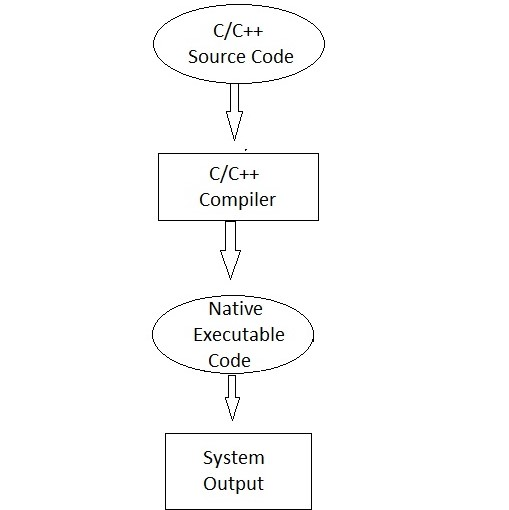 C/C++
Source Code
C/C++
Compiler
Native
Executable
Code
System
Output